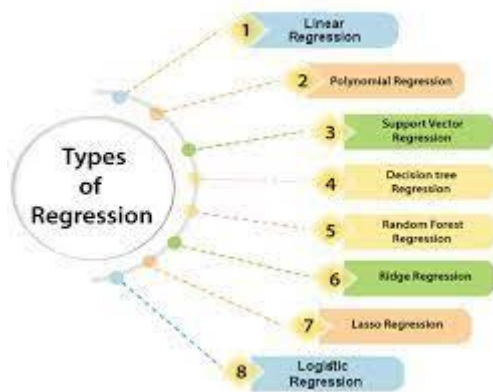 Types
of
Regression
1
Linear
Regression
2
Polynomial Regression
3
Support Vector
Regression
4
Decision tree
Regression
5
Random Forest
Regression
6
Ridge Regression
7
Lasso Regression
8
Logistic
Regression